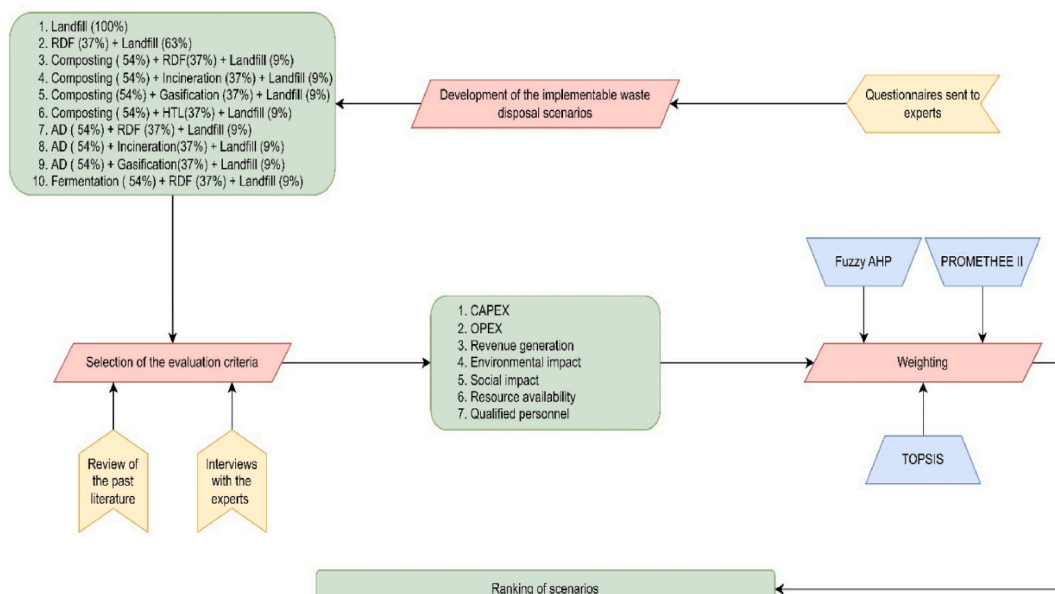 1. Landfill (100%)
2. RDF (37%) + Landfill (63%)
3. Composting ( 54%) + RDF(37%) + Landfill (9%)
4. Composting ( 54%) + Incineration (37%) + Landfill (9%)
5. Composting (54%) + Gasification (37%) + Landfill (9%)
6. Composting ( 54%) + HTL(37%) + Landfill (9%)
7. AD ( 54%) + RDF (37%) + Landfill (9%)
8. AD ( 54%) + Incineration(37%) + Landfill (9%)
9. AD ( 54%) + Gasification(37%) + Landfill (9%)
10. Fermentation ( 54%) + RDF (37%) + Landfill (9%)
Development of the implementable waste
disposal scenarios
Questionnaires sent to
experts
Selection of the evaluation criteria
Review of
the past
literature
Interviews
with the
experts
1. CAPEX
2. OPEX
3. Revenue generation
4. Environmental impact
5. Social impact
6. Resource availability
7. Qualified personnel
Fuzzy AHP
PROMETHEE II
Weighting
TOPSIS
Ranking of scenarios